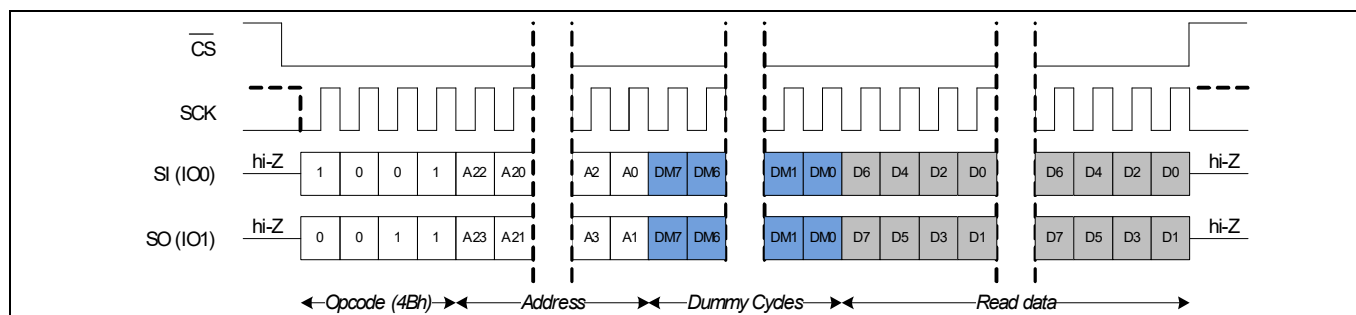 CS
SCK
SI (IO0) hi-Z 1 0 0 1 A22 A20 A2 A0 DM7 DM6 DM1 DM0 D6 D4 D2 D0 D6 D4 D2 D0 hi-Z
SO (IO1) hi-Z 0 0 1 1 A23 A21 A3 A1 DM7 DM6 DM1 DM0 D7 D5 D3 D1 D7 D5 D3 D1 hi-Z
Opcode (4Bh) Address Dummy Cycles Read data